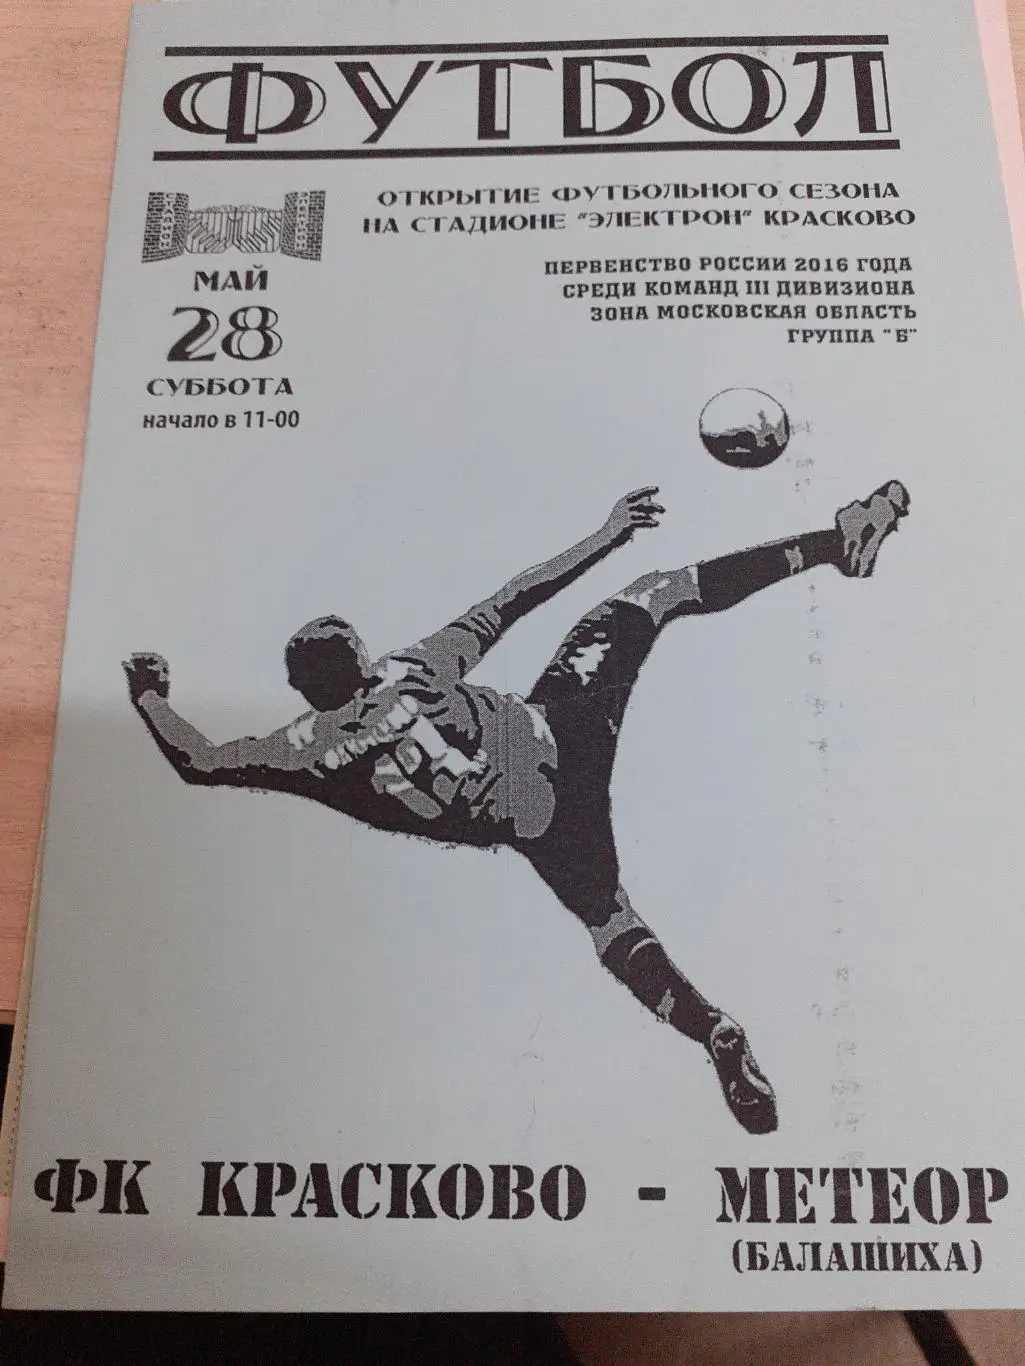 ФУТБОЛ
ОТКРЫТИЕ ФУТБОЛЬНОГО СЕЗОНА
НА СТАДИОНЕ "ЭЛЕКТРОН" КРАСКОВО
ПЕРВЕНСТВО РОССИИ 2016 ГОДА
СРЕДИ КОМАНД III ДИВИЗИОНА
ЗОНА МОСКОВСКАЯ ОБЛАСТЬ
ГРУППА "Б"
МАЙ
28
СУББОТА
начало в 11-00
ФК КРАСКОВО - МЕТЕОР
(БАЛАШИХА)